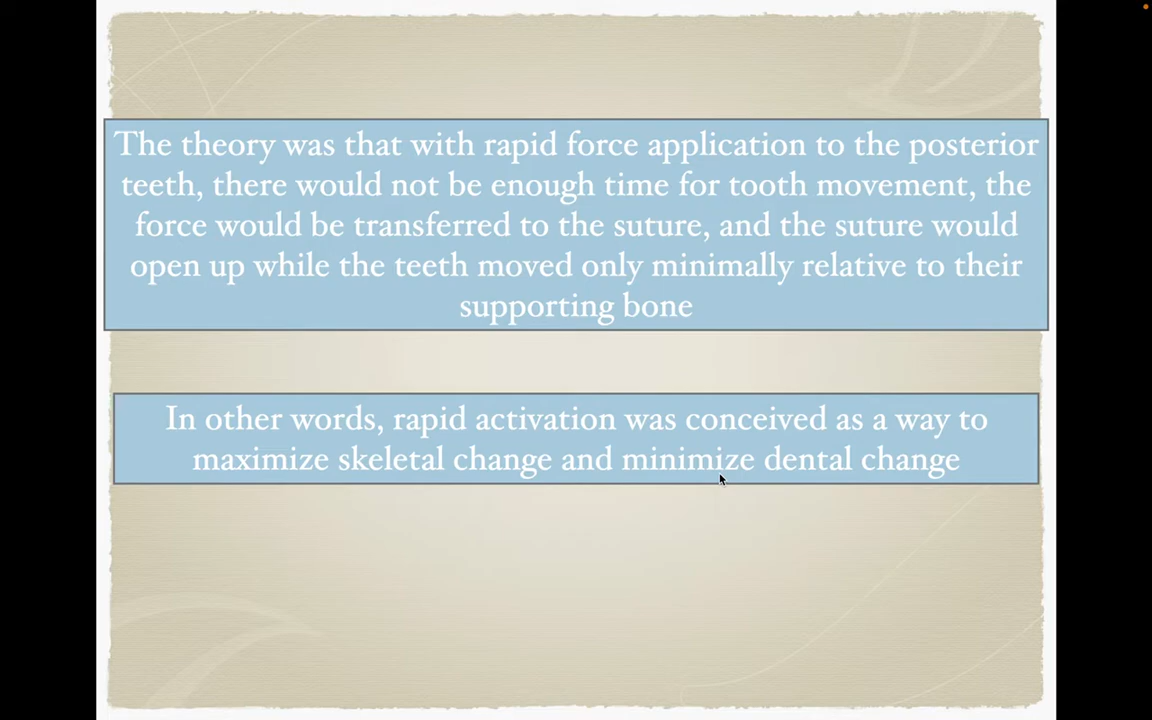 The theory was that with rapid force application to the posterior
teeth, there would not be enough time for tooth movement, the
force would be transferred to the suture, and the suture would
open up while the teeth moved only minimally relative to their
supporting bone
In other words, rapid activation was conceived as a way to
maximize skeletal change and minimize dental change